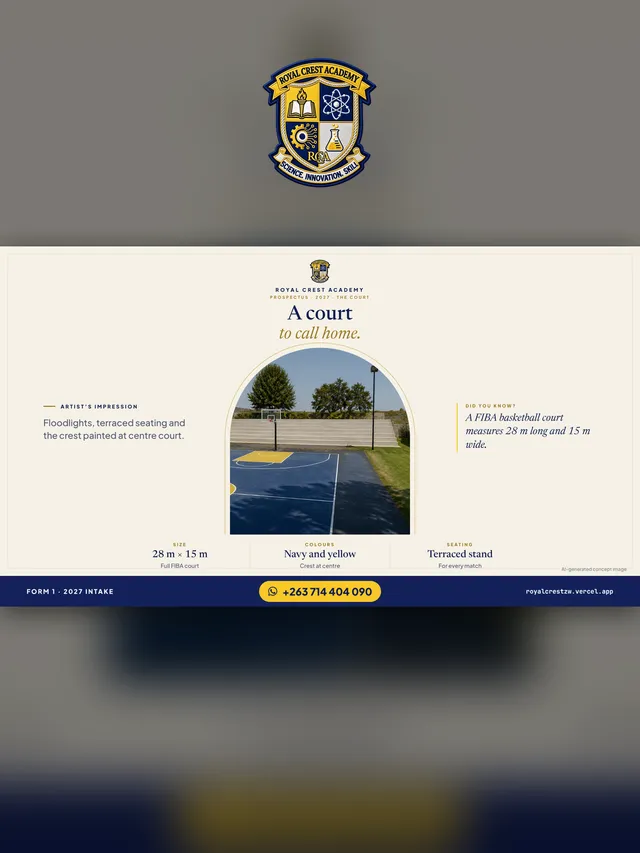 ROYAL CREST ACADEMY
RCA
SCIENCE. INNOVATION. SKILL
ROYAL CREST ACADEMY
PROSPECTUS · 2027 · THE COURT
A court
to call home.
ARTIST'S IMPRESSION
Floodlights, terraced seating and
the crest painted at centre court.
DID YOU KNOW?
A FIBA basketball court
measures 28 m long and 15 m
wide.
SIZE
28 m × 15 m
Full FIBA court
COLOURS
Navy and yellow
Crest at centre
SEATING
Terraced stand
For every match
AI-generated concept image
FORM 1 · 2027 INTAKE
+263 714 404 090
royalcrestzw.vercel.app